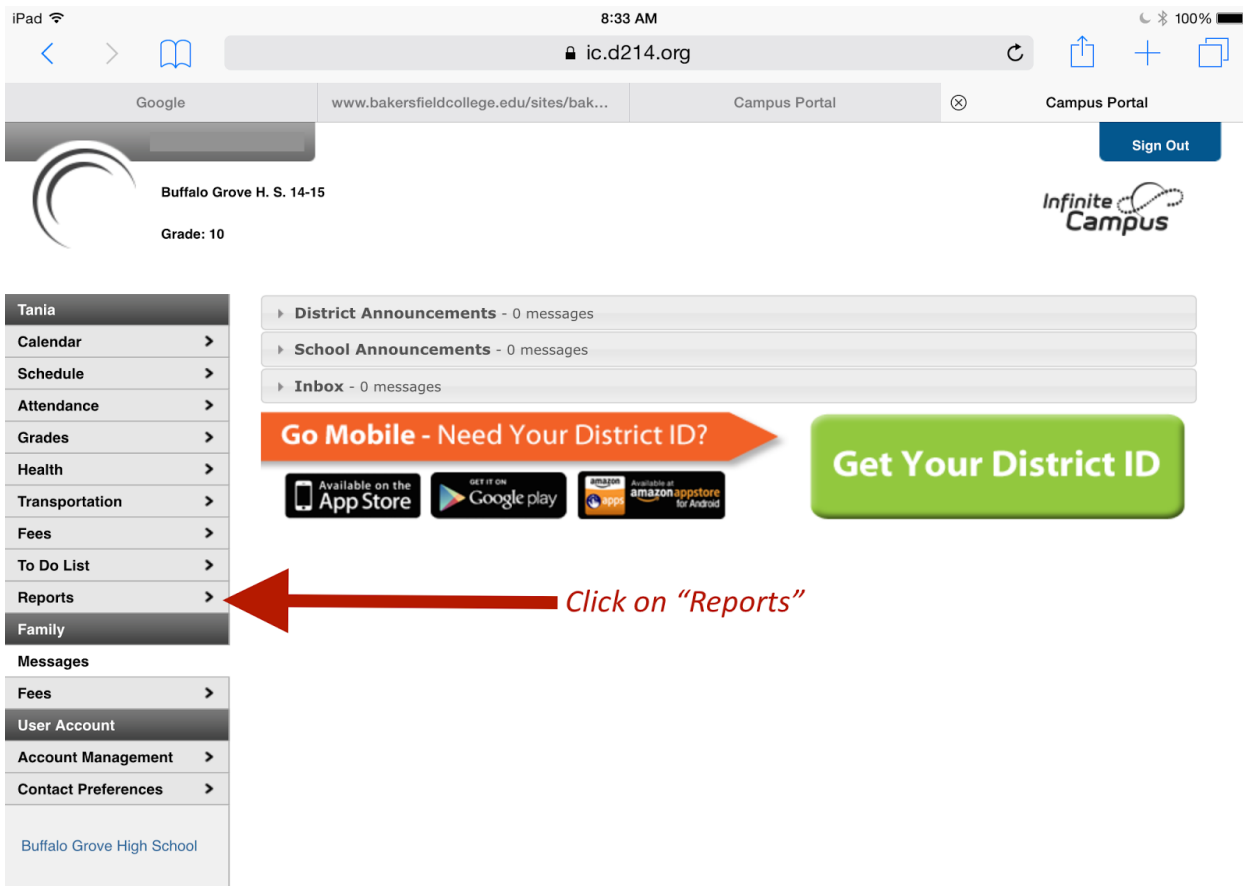 iPad 8:33 AM 100%
ic.d214.org
Google www.bakersfieldcollege.edu/sites/bak... Campus Portal Campus Portal
Sign Out
Buffalo Grove H. S. 14-15
Grade: 10
Infinite
Campus
Tania
Calendar
Schedule
Attendance
Grades
Health
Transportation
Fees
To Do List
Reports
Family
Messages
Fees
User Account
Account Management
Contact Preferences
Buffalo Grove High School
District Announcements - 0 messages
School Announcements - 0 messages
Inbox - 0 messages
Go Mobile - Need Your District ID?
Available on the
App Store
GET IT ON
Google play
amazon
apps
Available at
amazon appstore
for Android
Get Your District ID
Click on “Reports”